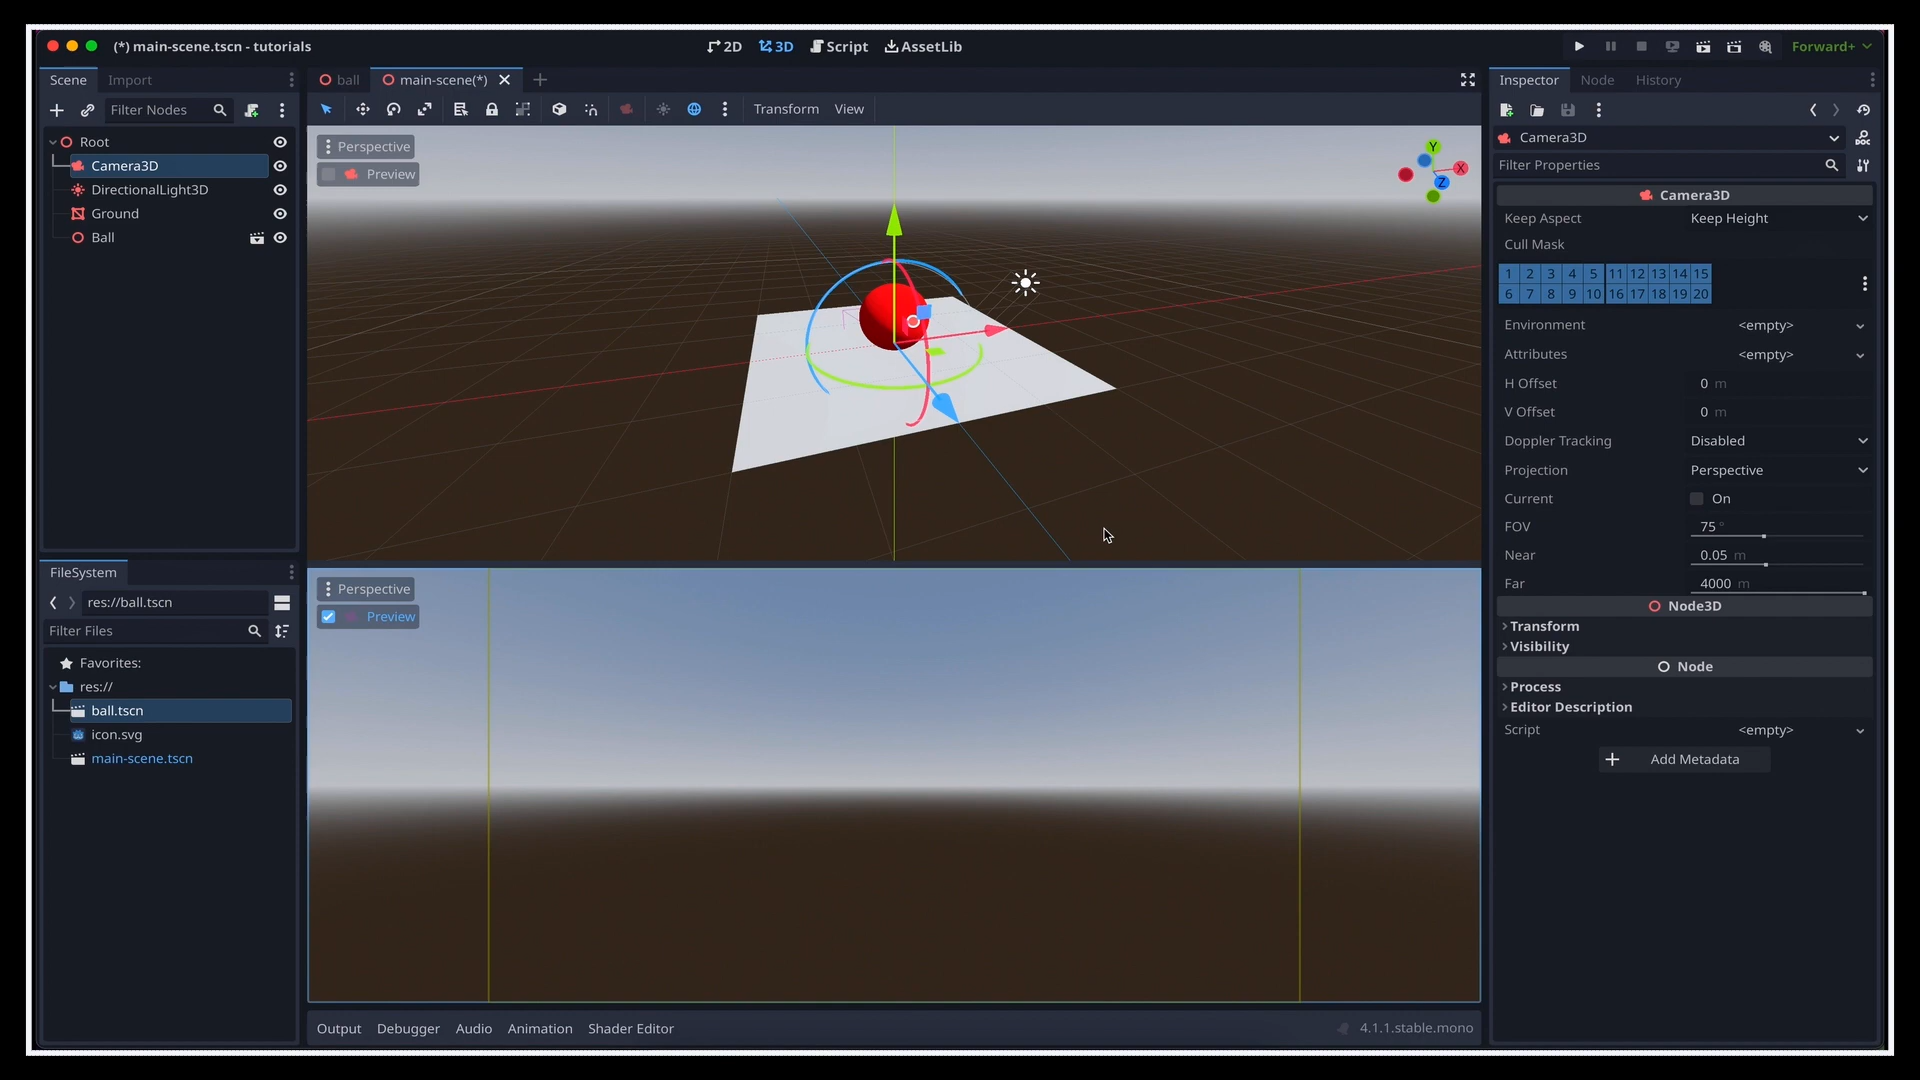 (*) main-scene.tscn - tutorials
2D 3D Script AssetLib
Forward+
Scene Import
Filter Nodes
Root
Camera3D
DirectionalLight3D
Ground
Ball
ball main-scene(*)
Transform View
Perspective
Preview
Y
X
Z
Perspective
Preview
FileSystem
res://ball.tscn
Filter Files
Favorites:
res://
ball.tscn
icon.svg
main-scene.tscn
Output Debugger Audio Animation Shader Editor
4.1.1.stable.mono
Inspector Node History
Camera3D
DOC
Filter Properties
Camera3D
Keep Aspect Keep Height
Cull Mask
1 2 3 4 5 11 12 13 14 15
6 7 8 9 10 16 17 18 19 20
Environment <empty>
Attributes <empty>
H Offset 0 m
V Offset 0 m
Doppler Tracking Disabled
Projection Perspective
Current On
FOV 75 °
Near 0.05 m
Far 4000 m
Node3D
Transform
Visibility
Node
Process
Editor Description
Script <empty>
Add Metadata